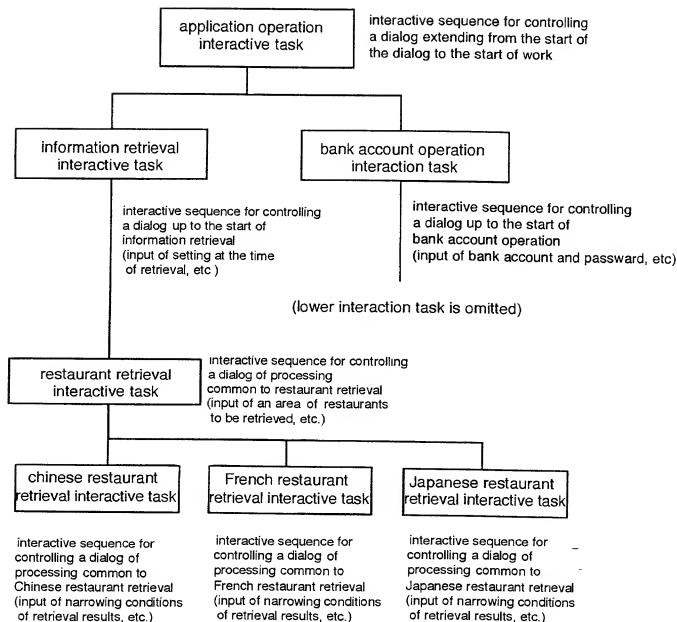 application operation
interactive task
interactive sequence for controlling
a dialog extending from the start of
the dialog to the start of work
information retrieval
interactive task
bank account operation
interaction task
interactive sequence for controlling
a dialog up to the start of
information retrieval
(input of setting at the time
of retrieval, etc )
interactive sequence for controlling
a dialog up to the start of
bank account operation
(input of bank account and passward, etc)
(lower interaction task is omitted)
restaurant retrieval
interactive task
interactive sequence for controlling
a dialog of processing
common to restaurant retrieval
(input of an area of restaurants
to be retrieved, etc.)
chinese restaurant
retrieval interactive task
French restaurant
retrieval interactive task
Japanese restaurant
retrieval interactive task
interactive sequence for
controlling a dialog of
processing common to
Chinese restaurant retrieval
(input of narrowing conditions
of retrieval results, etc.)
interactive sequence for
controlling a dialog of
processing common to
French restaurant retrieval
(input of narrowing conditions
of retrieval results, etc.)
interactive sequence for
controlling a dialog of
processing common to
Japanese restaurant retrieval
(input of narrowing conditions
of retrieval results, etc.)